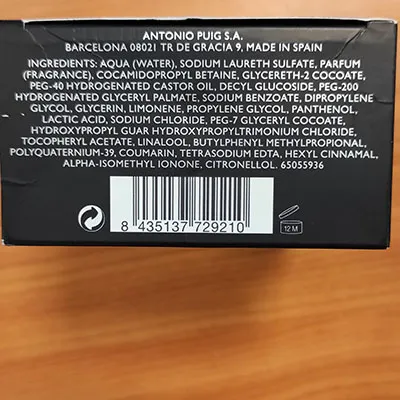 ANTONIO PUIG S.A.
BARCELONA 08021 TR DE GRACIA 9, MADE IN SPAIN
INGREDIENTS: AQUA (WATER), SODIUM LAURETH SULFATE, PARFUM
(FRAGRANCE), COCAMIDOPROPYL BETAINE, GLYCERETH-2 COCOATE,
PEG-40 HYDROGENATED CASTOR OIL, DECYL GLUCOSIDE, PEG-200
HYDROGENATED GLYCERYL PALMATE, SODIUM BENZOATE, DIPROPYLENE
GLYCOL, GLYCERIN, LIMONENE, PROPYLENE GLYCOL, PANTHENOL,
LACTIC ACID, SODIUM CHLORIDE, PEG-7 GLYCERYL COCOATE,
HYDROXYPROPYL GUAR HYDROXYPROPYLTRIMONIUM CHLORIDE,
TOCOPHERYL ACETATE, LINALOOL, BUTYLPHENYL METHYLPROPIONAL,
POLYQUATERNIUM-39, COUMARIN, TETRASODIUM EDTA, HEXYL CINNAMAL,
ALPHA-ISOMETHYL IONONE, CITRONELLOL. 65055936
8 435137 729210
12 M